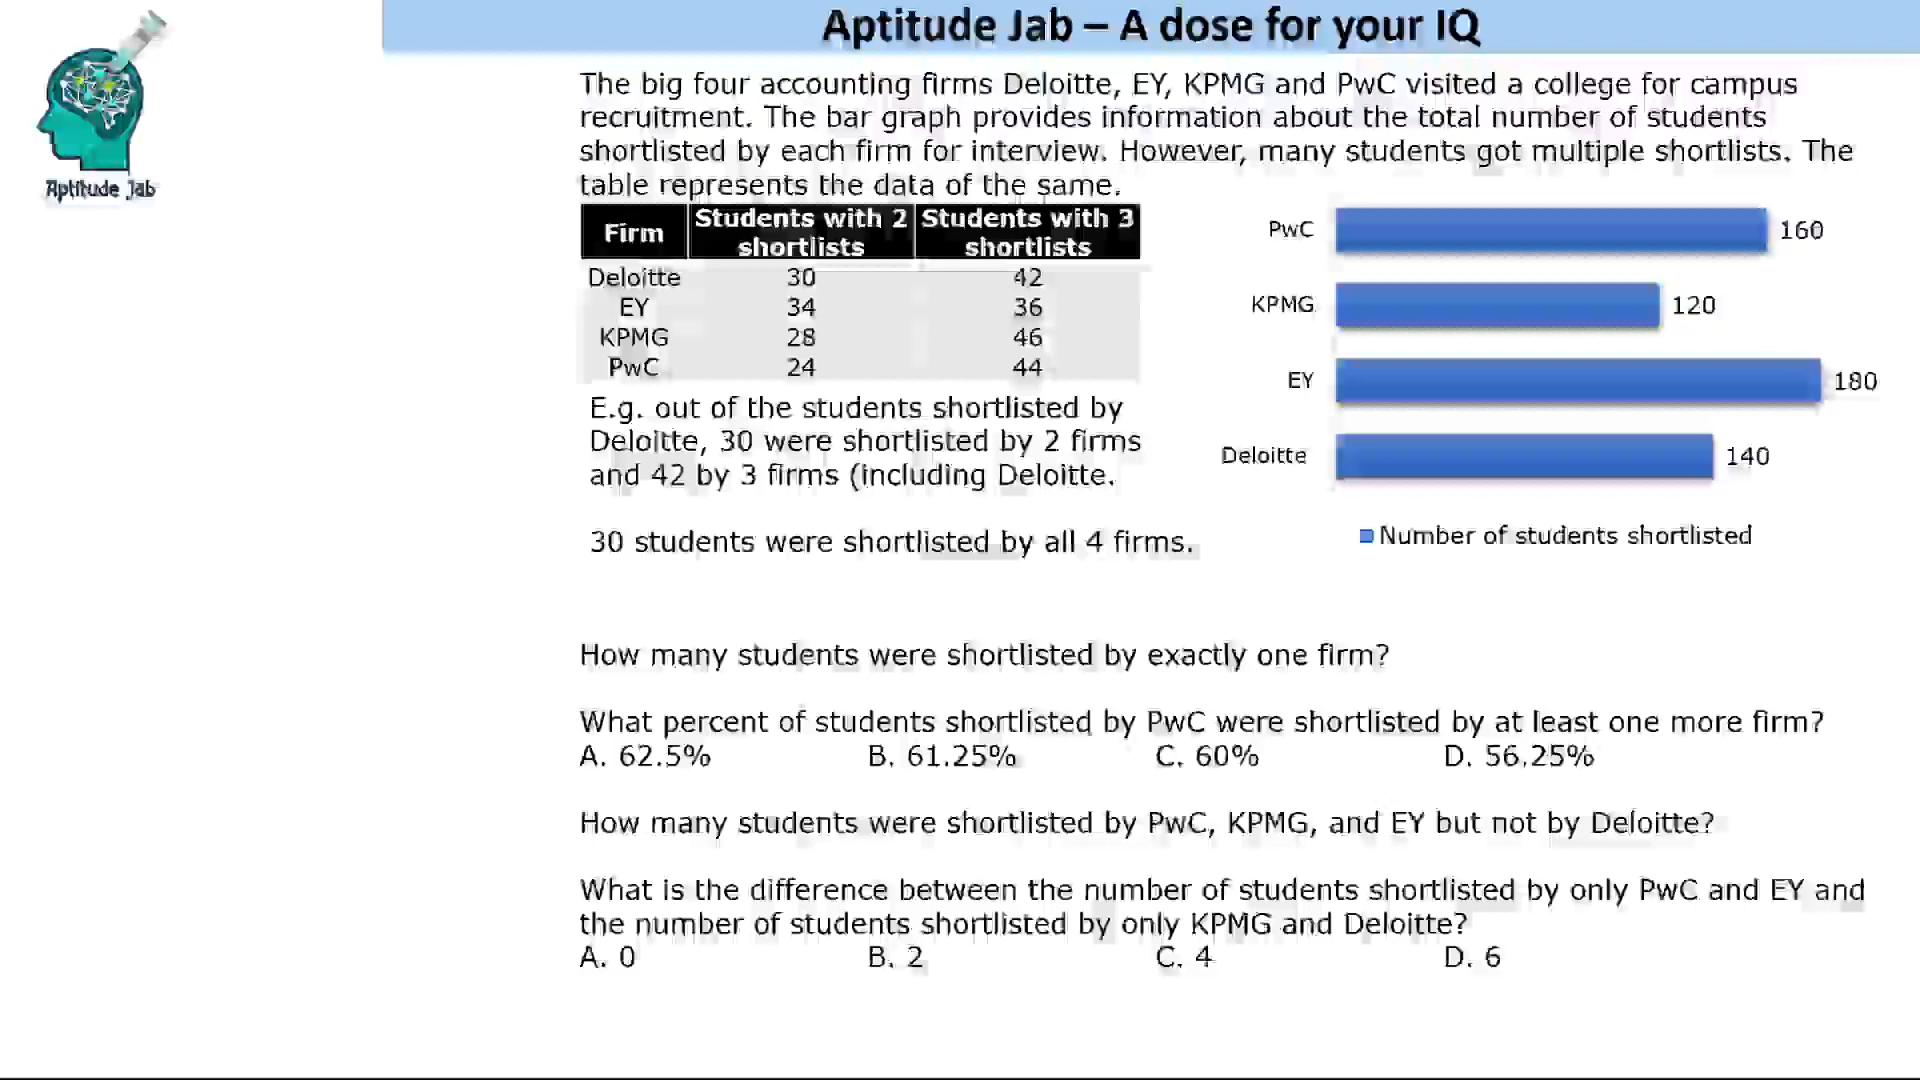 Aptitude Jab – A dose for your IQ
Aptitude Jab
The big four accounting firms Deloitte, EY, KPMG and PwC visited a college for campus
recruitment. The bar graph provides information about the total number of students
shortlisted by each firm for interview. However, many students got multiple shortlists. The
table represents the data of the same.
Firm Students with 2 shortlists Students with 3 shortlists
Deloitte 30 42
EY 34 36
KPMG 28 46
PwC 24 44
E.g. out of the students shortlisted by
Deloitte, 30 were shortlisted by 2 firms
and 42 by 3 firms (including Deloitte.
30 students were shortlisted by all 4 firms.
PwC 160
KPMG 120
EY 180
Deloitte 140
Number of students shortlisted
How many students were shortlisted by exactly one firm?
What percent of students shortlisted by PwC were shortlisted by at least one more firm?
A. 62.5% B. 61.25% C. 60% D. 56.25%
How many students were shortlisted by PwC, KPMG, and EY but not by Deloitte?
What is the difference between the number of students shortlisted by only PwC and EY and
the number of students shortlisted by only KPMG and Deloitte?
A. 0 B. 2 C. 4 D. 6